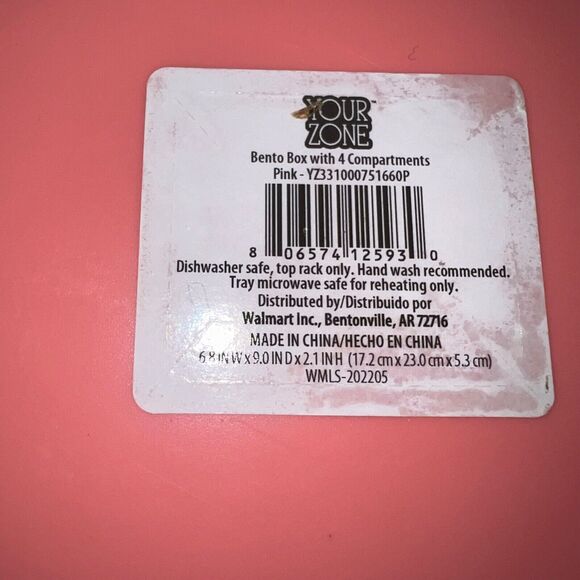 YOUR
ZONE™
Bento Box with 4 Compartments
Pink - YZ331000751660P
8 06574 12593 0
Dishwasher safe, top rack only. Hand wash recommended.
Tray microwave safe for reheating only.
Distributed by/Distribuido por
Walmart Inc., Bentonville, AR 72716
MADE IN CHINA/HECHO EN CHINA
6.8 IN W x 9.0 IN D x 2.1 IN H (17.2 cm x 23.0 cm x 5.3 cm)
WMLS-202205